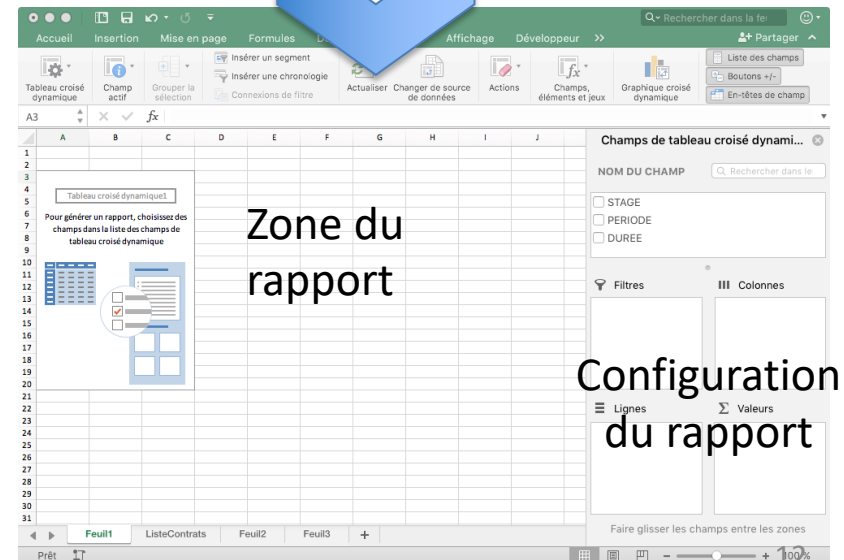 Rechercher dans la fe
Accueil Insertion Mise en page Formules Affichage Développeur >> Partager
Tableau croisé dynamique Champ actif Grouper la sélection
Insérer un segment
Insérer une chronologie
Connexions de filtre
Actualiser Changer de source de données Actions Champs, éléments et jeux Graphique croisé dynamique
Liste des champs
Boutons +/-
En-têtes de champ
A3 fx
A B C D E F G H I J
1
2
3
4
5
6
7
8
9
10
11
12
13
14
15
16
17
18
19
20
21
22
23
24
25
26
27
28
29
30
31
Tableau croisé dynamique1
Pour générer un rapport, choisissez des
champs dans la liste des champs de
tableau croisé dynamique
Zone du
rapport
Champs de tableau croisé dynami...
NOM DU CHAMP Rechercher dans le
STAGE
PERIODE
DUREE
Filtres Colonnes
Configuration
Lignes Σ Valeurs
du rapport
Faire glisser les champs entre les zones
Feuil1 ListeContrats Feuil2 Feuil3 +
Prêt - + 100%